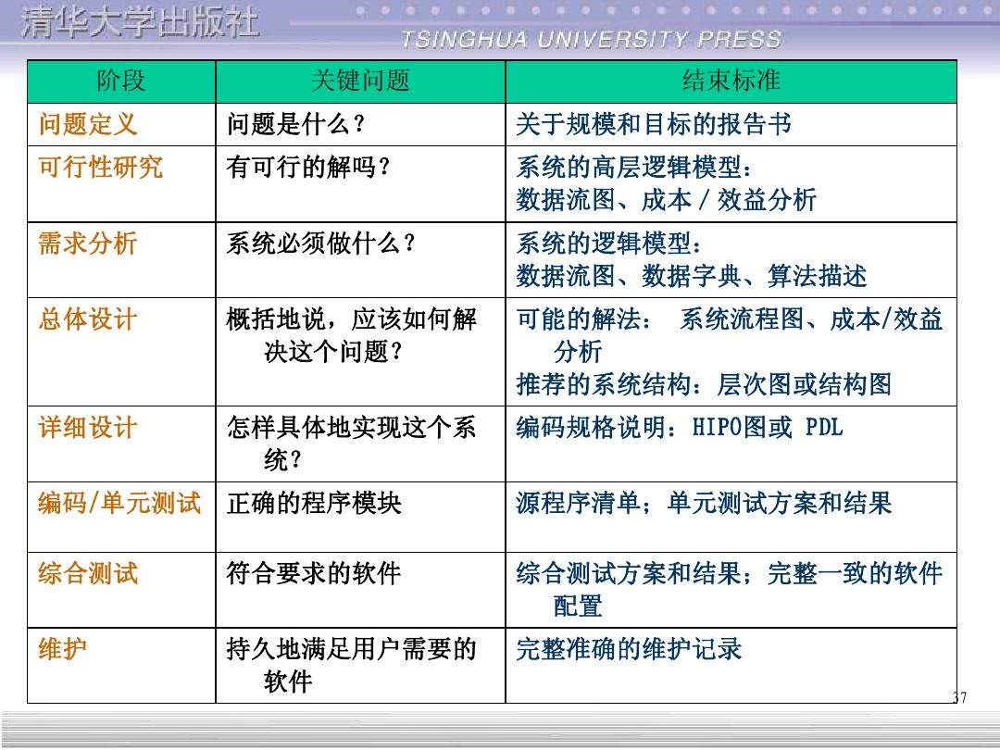 清华大学出版社
TSINGHUA UNIVERSITY PRESS
阶段 关键问题 结束标准
问题定义 问题是什么？ 关于规模和目标的报告书
可行性研究 有可行的解吗？ 系统的高层逻辑模型：
数据流图、成本／效益分析
需求分析 系统必须做什么？ 系统的逻辑模型：
数据流图、数据字典、算法描述
总体设计 概括地说，应该如何解 可能的解法： 系统流程图、成本/效益
决这个问题？ 分析
推荐的系统结构：层次图或结构图
详细设计 怎样具体地实现这个系 编码规格说明：HIPO图或 PDL
统？
编码/单元测试 正确的程序模块 源程序清单；单元测试方案和结果
综合测试 符合要求的软件 综合测试方案和结果；完整一致的软件
配置
维护 持久地满足用户需要的 完整准确的维护记录
软件
37